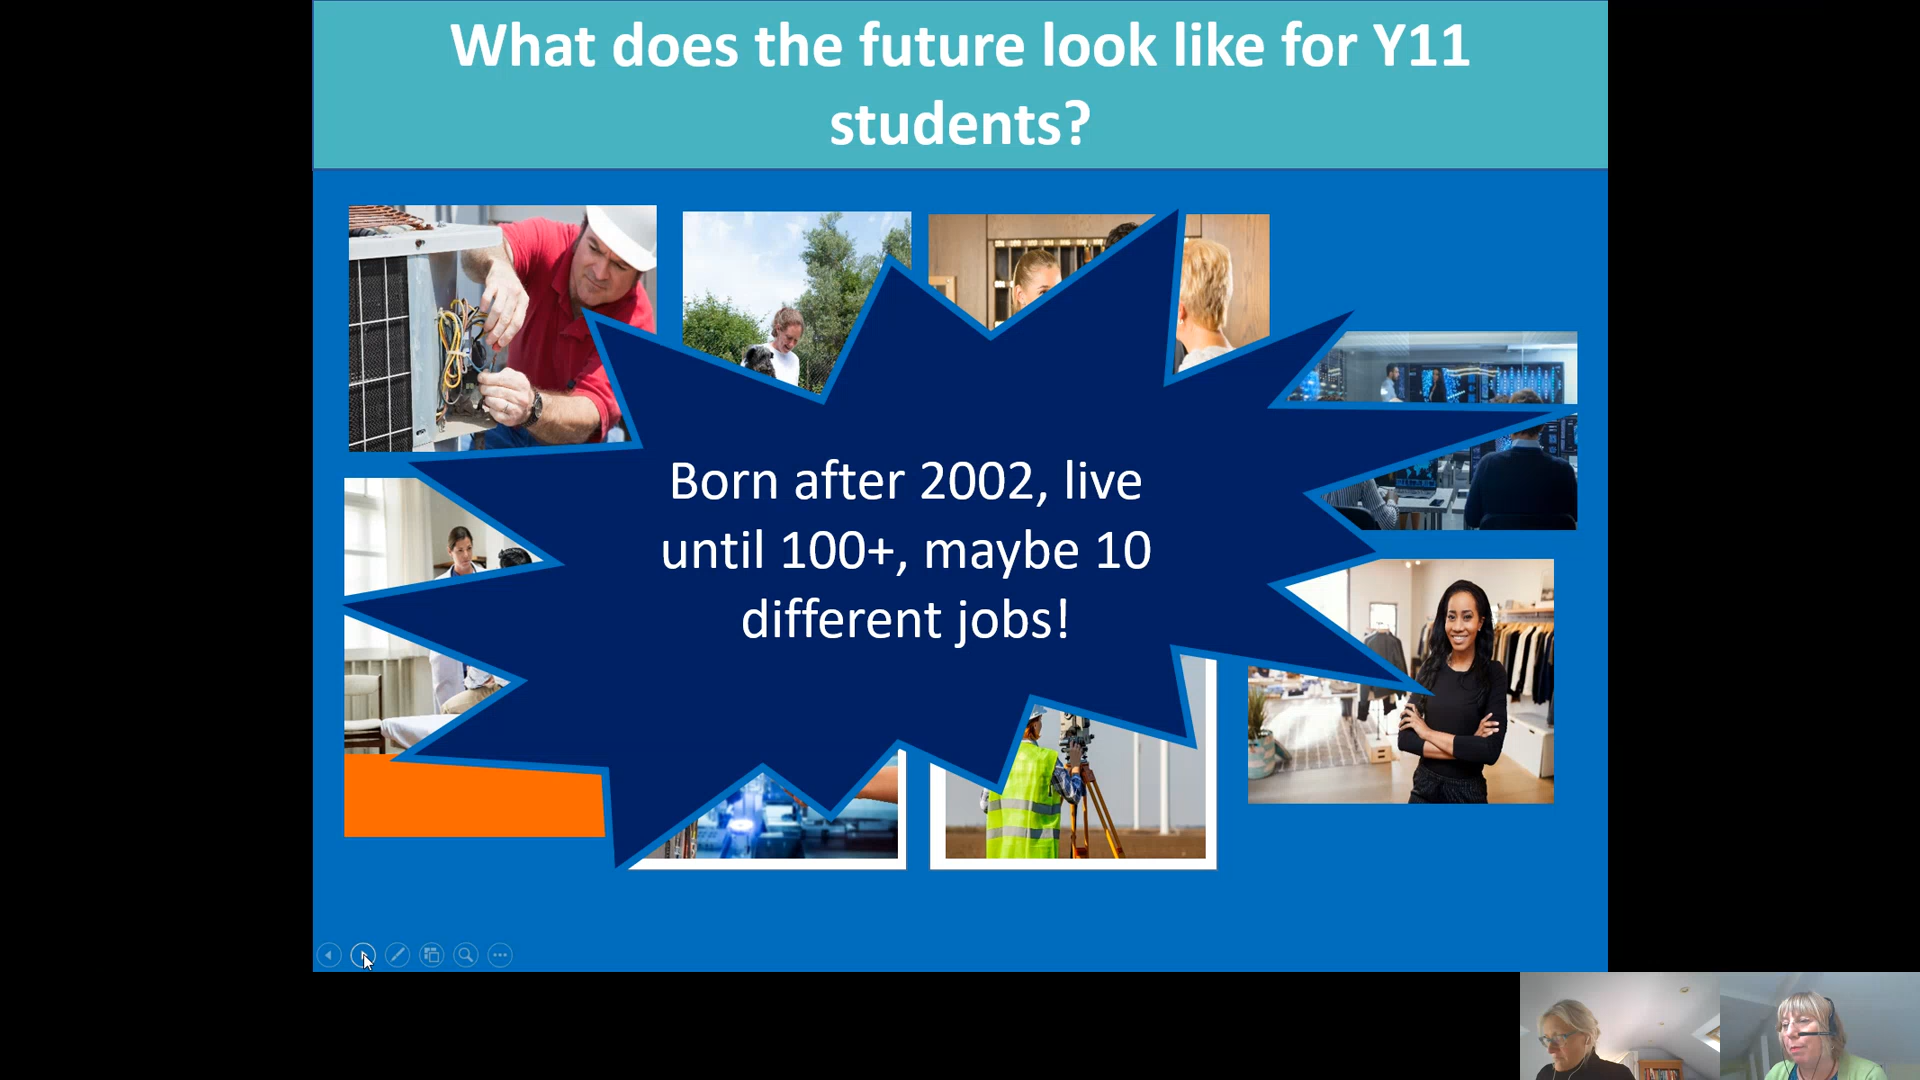 What does the future look like for Y11
students?
Born after 2002, live
until 100+, maybe 10
different jobs!